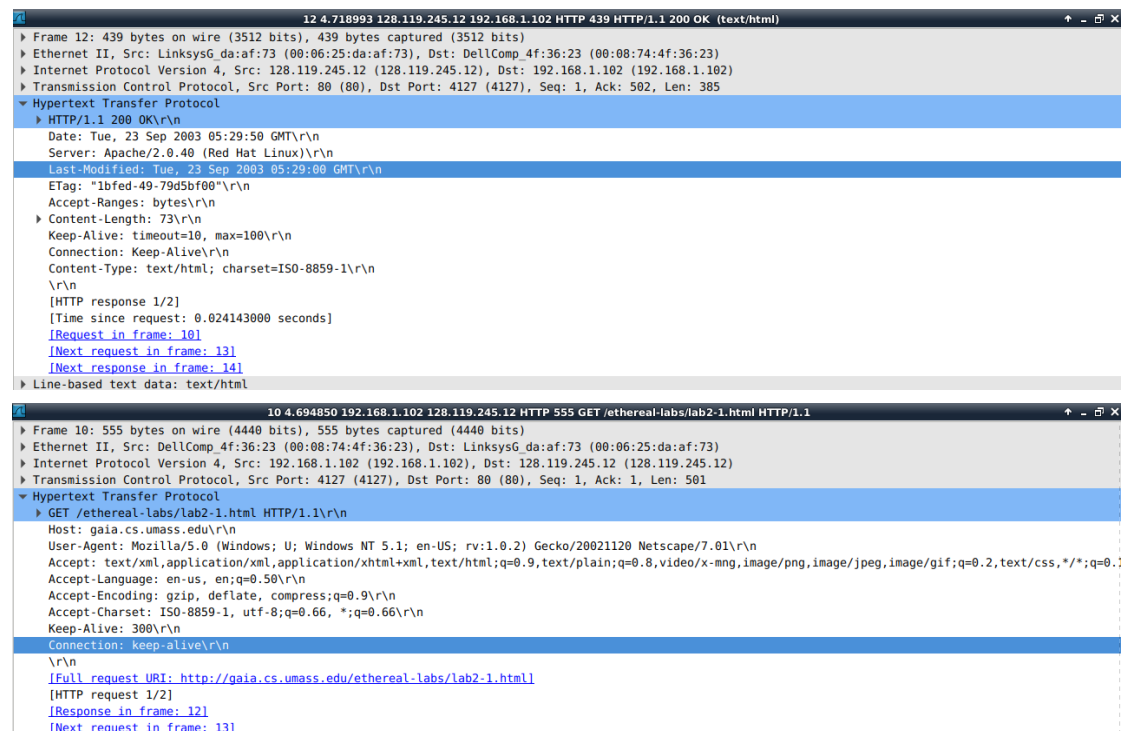 12 4.718993 128.119.245.12 192.168.1.102 HTTP 439 HTTP/1.1 200 OK (text/html)
Frame 12: 439 bytes on wire (3512 bits), 439 bytes captured (3512 bits)
Ethernet II, Src: LinksysG_da:af:73 (00:06:25:da:af:73), Dst: DellComp_4f:36:23 (00:08:74:4f:36:23)
Internet Protocol Version 4, Src: 128.119.245.12 (128.119.245.12), Dst: 192.168.1.102 (192.168.1.102)
Transmission Control Protocol, Src Port: 80 (80), Dst Port: 4127 (4127), Seq: 1, Ack: 502, Len: 385
Hypertext Transfer Protocol
HTTP/1.1 200 OK\r\n
Date: Tue, 23 Sep 2003 05:29:50 GMT\r\n
Server: Apache/2.0.40 (Red Hat Linux)\r\n
Last-Modified: Tue, 23 Sep 2003 05:29:00 GMT\r\n
ETag: "1bfed-49-79d5bf00"\r\n
Accept-Ranges: bytes\r\n
Content-Length: 73\r\n
Keep-Alive: timeout=10, max=100\r\n
Connection: Keep-Alive\r\n
Content-Type: text/html; charset=ISO-8859-1\r\n
\r\n
[HTTP response 1/2]
[Time since request: 0.024143000 seconds]
[Request in frame: 10]
[Next request in frame: 13]
[Next response in frame: 14]
Line-based text data: text/html
10 4.694850 192.168.1.102 128.119.245.12 HTTP 555 GET /ethereal-labs/lab2-1.html HTTP/1.1
Frame 10: 555 bytes on wire (4440 bits), 555 bytes captured (4440 bits)
Ethernet II, Src: DellComp_4f:36:23 (00:08:74:4f:36:23), Dst: LinksysG_da:af:73 (00:06:25:da:af:73)
Internet Protocol Version 4, Src: 192.168.1.102 (192.168.1.102), Dst: 128.119.245.12 (128.119.245.12)
Transmission Control Protocol, Src Port: 4127 (4127), Dst Port: 80 (80), Seq: 1, Ack: 1, Len: 501
Hypertext Transfer Protocol
GET /ethereal-labs/lab2-1.html HTTP/1.1\r\n
Host: gaia.cs.umass.edu\r\n
User-Agent: Mozilla/5.0 (Windows; U; Windows NT 5.1; en-US; rv:1.0.2) Gecko/20021120 Netscape/7.01\r\n
Accept: text/xml,application/xml,application/xhtml+xml,text/html;q=0.9,text/plain;q=0.8,video/x-mng,image/png,image/jpeg,image/gif;q=0.2,text/css,*/*;q=0.1
Accept-Language: en-us, en;q=0.50\r\n
Accept-Encoding: gzip, deflate, compress;q=0.9\r\n
Accept-Charset: ISO-8859-1, utf-8;q=0.66, *;q=0.66\r\n
Keep-Alive: 300\r\n
Connection: keep-alive\r\n
\r\n
[Full request URI: http://gaia.cs.umass.edu/ethereal-labs/lab2-1.html]
[HTTP request 1/2]
[Response in frame: 12]
[Next request in frame: 13]